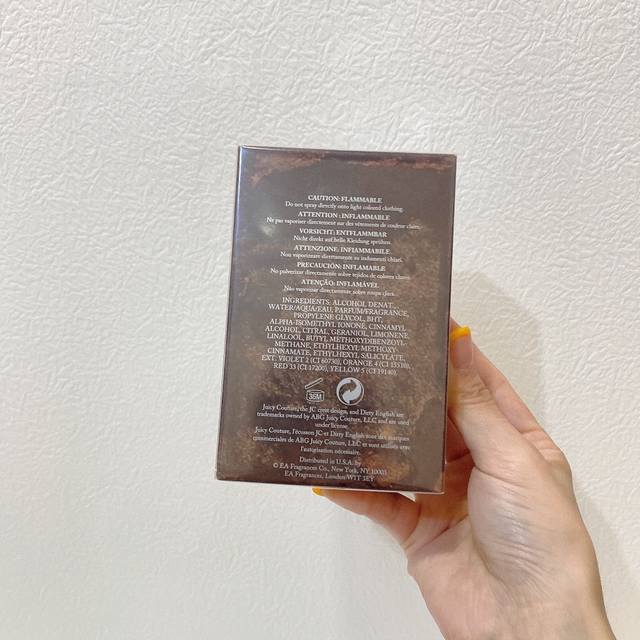 CAUTION: FLAMMABLE
Do not spray directly onto light colored clothing.
ATTENTION : INFLAMMABLE
Ne pas vaporiser directement sur des vêtements de couleur claire.
VORSICHT: ENTFLAMMBAR
Nicht direkt auf helle Kleidung sprühen.
ATTENZIONE: INFIAMMABILE
Non vaporizzare direttamente su indumenti chiari.
PRECAUCIÓN: INFLAMABLE
No pulverizar directamente sobre tejidos de colores claros.
ATENÇÃO: INFLAMÁVEL
Não vaporizar directamente sobre roupa clara.
INGREDIENTS: ALCOHOL DENAT,
WATER/AQUA/EAU, PARFUM/FRAGRANCE,
PROPYLENE GLYCOL, BHT,
ALPHA-ISOMETHYL IONONE, CINNAMYL
ALCOHOL, CITRAL, GERANIOL, LIMONENE,
LINALOOL, BUTYL METHOXYDIBENZOYL-
METHANE, ETHYLHEXYL METHOXY-
CINNAMATE, ETHYLHEXYL SALICYLATE,
EXT. VIOLET 2 (CI 60730), ORANGE 4 (CI 15510),
RED 33 (CI 17200), YELLOW 5 (CI 19140).
36M
Juicy Couture, the JC crest design, and Dirty English are
trademarks owned by ABG Juicy Couture, LLC and are used
under license.
Juicy Couture, l'écusson JC et Dirty English sont des marques
commerciales de ABG Juicy Couture, LLC et sont utilisés avec
l'autorisation nécessaire.
Distributed in U.S.A. by
© EA Fragrances Co., New York, NY 10005
EA Fragrances, London W1T 3EY